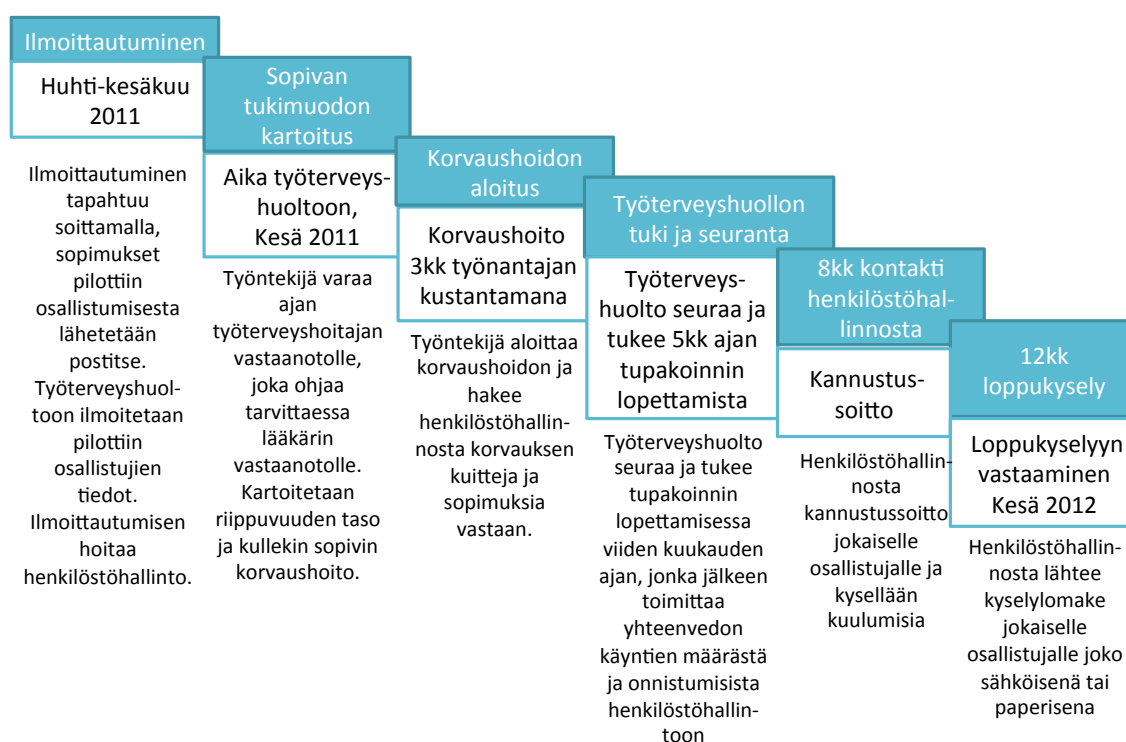 Ilmoittautuminen
Huhti-kesäkuu
2011
Ilmoittautuminen
tapahtuu
soittamalla,
sopimukset
pilottiin
osallistumisesta
lähetetään
postitse.
Työterveyshuol-
toon ilmoitetaan
pilottiin
osallistujien
tiedot.
Ilmoittautumisen
hoitaa
henkilöstöhallinto.
Sopivan
tukimuodon
kartoitus
Aika työterveys-
huoltoon,
Kesä 2011
Työntekijä varaa
ajan
työterveyshoitajan
vastaanotolle,
joka ohjaa
tarvittaessa
lääkärin
vastaanotolle.
Kartoitetaan
riippuvuuden taso
ja kullekin sopivin
korvaushoito.
Korvaushoidon
aloitus
Korvaushoito
3kk työnantajan
kustantamana
Työntekijä aloittaa
korvaushoidon ja
hakee
henkilöstöhallin-
nosta korvauksen
kuitteja ja
sopimuksia
vastaan.
Työterveyshuollon
tuki ja seuranta
Työterveys-
huolto seuraa ja
tukee 5kk ajan
tupakoinnin
lopettamista
Työterveyshuolto
seuraa ja tukee
tupakoinnin
lopettamisessa
viiden kuukauden
ajan, jonka jälkeen
toimittaa
yhteenvedon
käyntien määrästä
ja onnistumisista
henkilöstöhallin-
toon
8kk kontakti
henkilöstöhal-
linnosta
Kannustus-
soitto
Henkilöstöhallin-
nosta
kannustussoitto
jokaiselle
osallistujalle ja
kysellään
kuulumisia
12kk
loppukysely
Loppukyselyyn
vastaaminen
Kesä 2012
Henkilöstöhallin-
nosta lähtee
kyselylomake
jokaiselle
osallistujalle joko
sähköisenä tai
paperisena